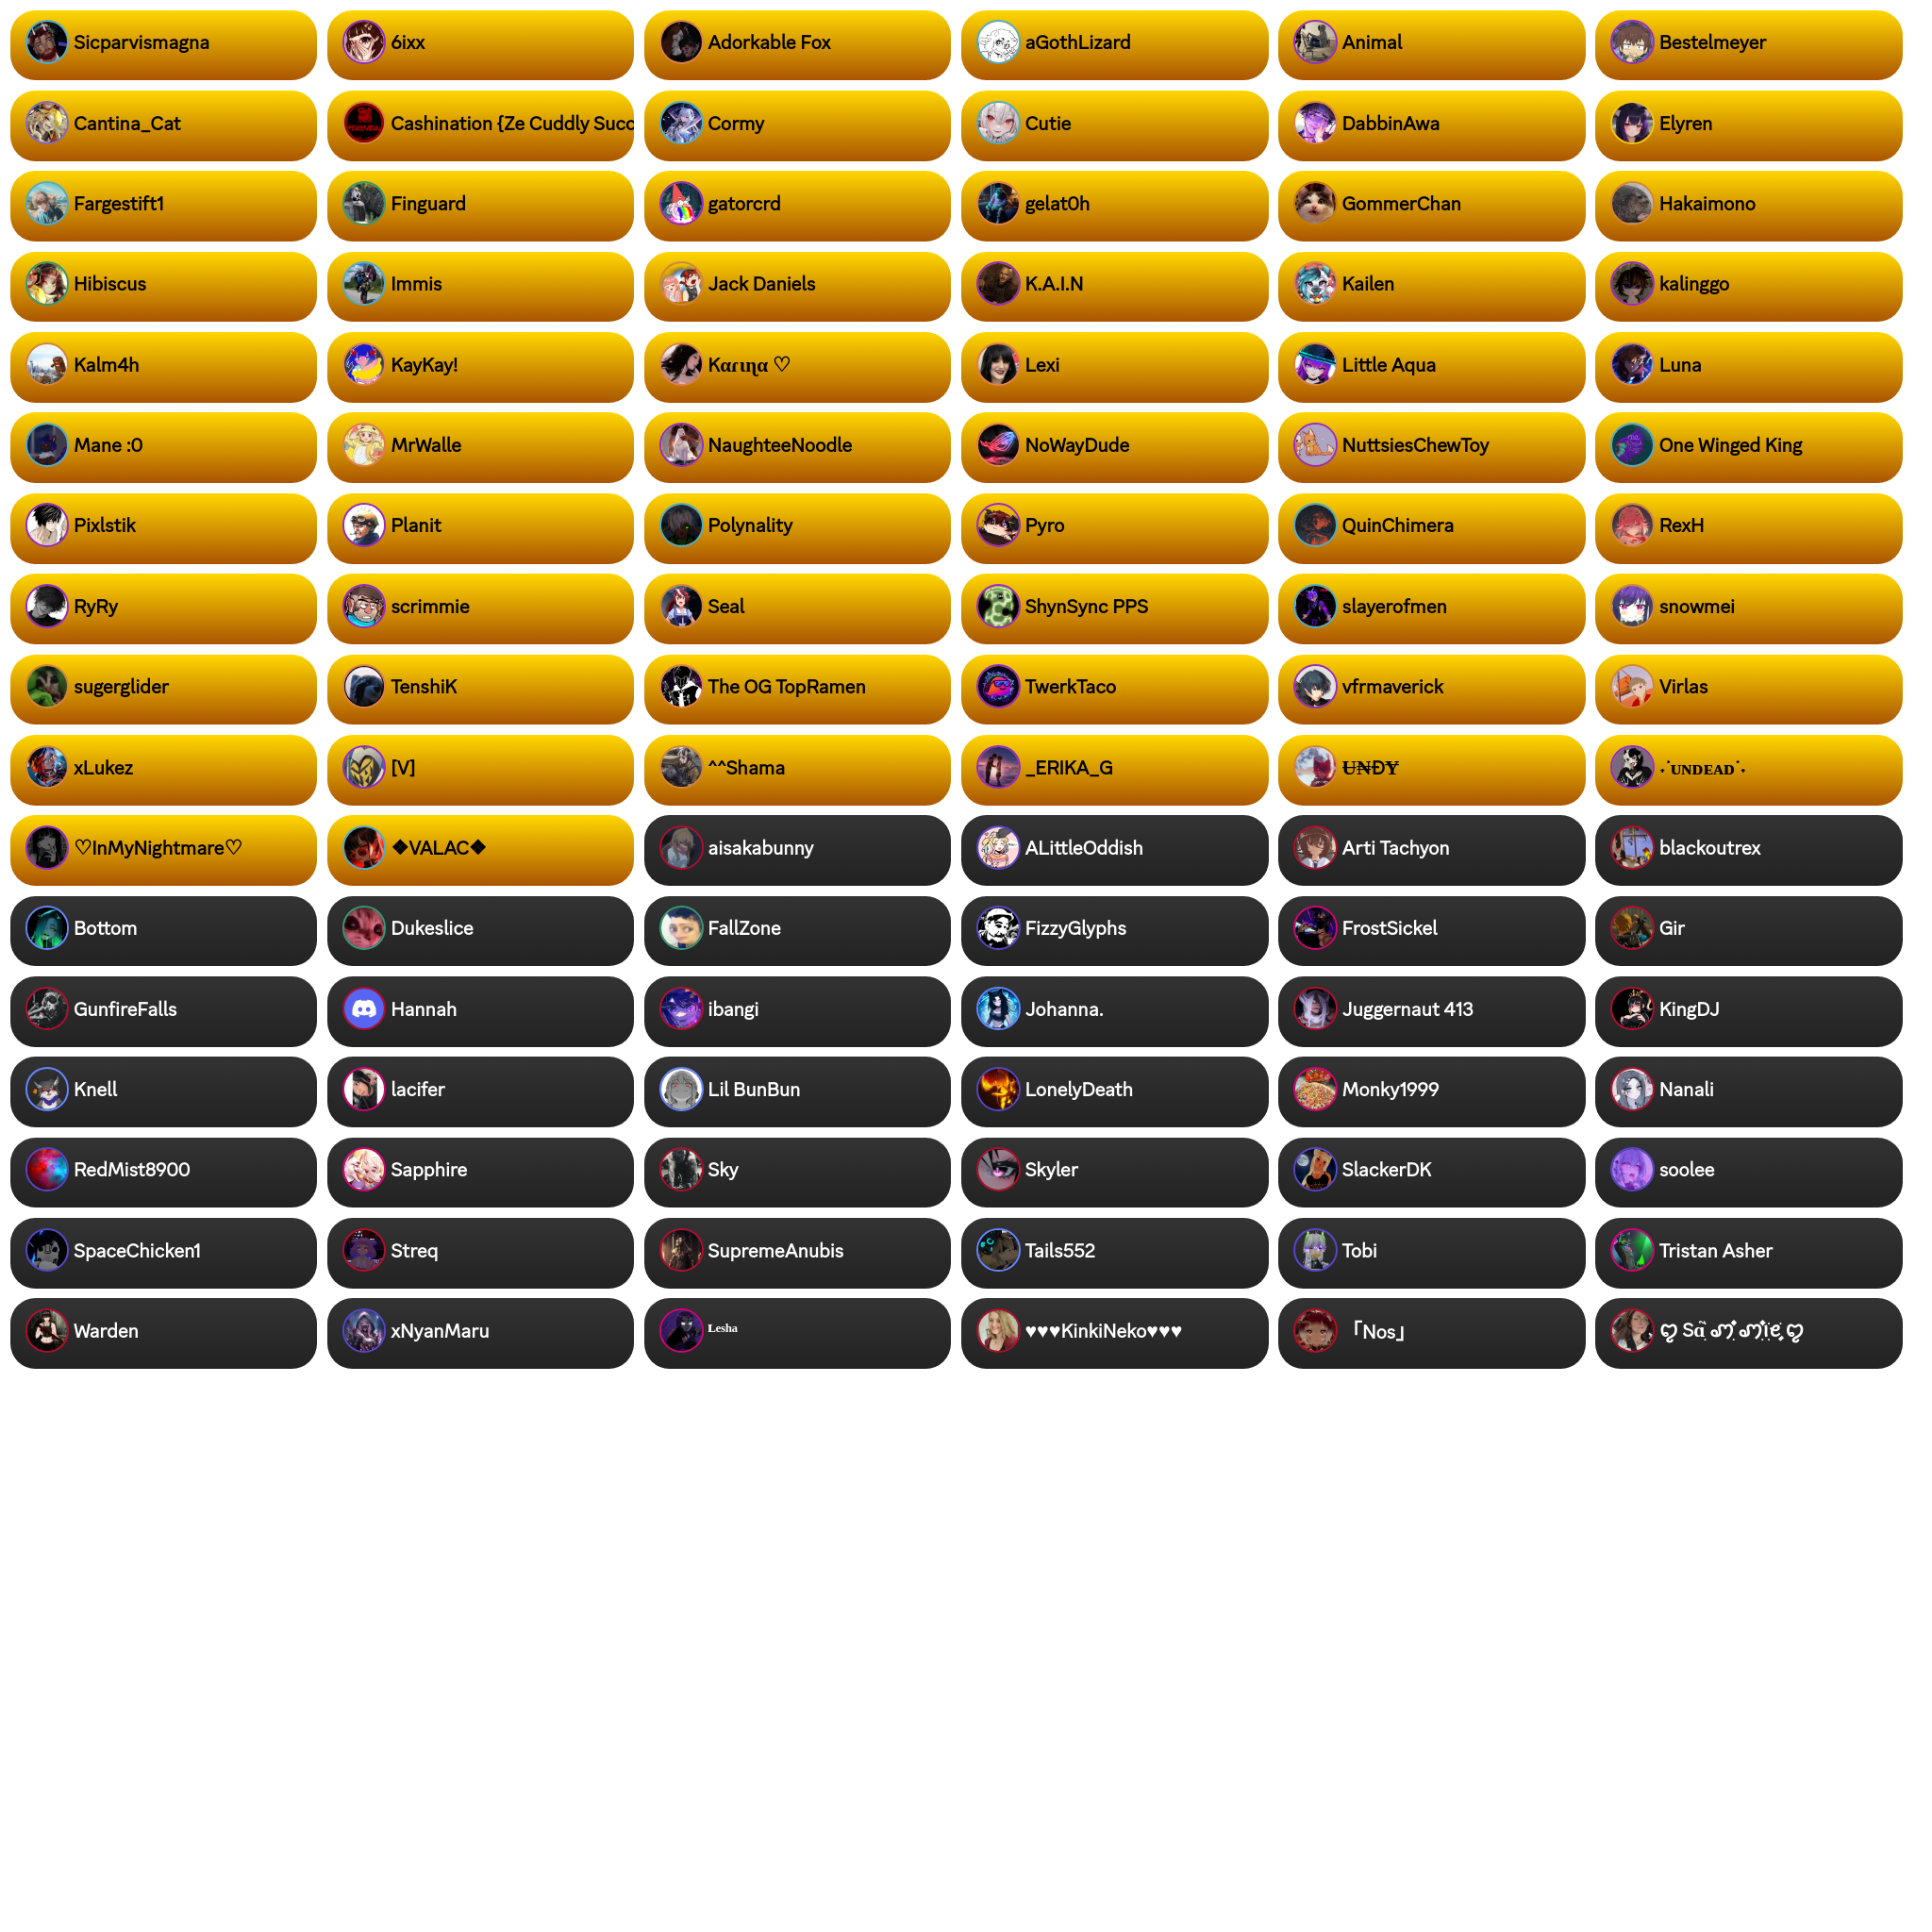 Sicparvismagna
6ixx
Adorkable Fox
aGothLizard
Animal
Bestelmeyer
Cantina_Cat
Cashination {Ze Cuddly Succ
Cormy
Cutie
DabbinAwa
Elyren
Fargestift1
Finguard
gatorcrd
gelat0h
GommerChan
Hakaimono
Hibiscus
Immis
Jack Daniels
K.A.I.N
Kailen
kalinggo
Kalm4h
KayKay!
Kαɾιɳα ♡
Lexi
Little Aqua
Luna
Mane :0
MrWalle
NaughteeNoodle
NoWayDude
NuttsiesChewToy
One Winged King
Pixlstik
Planit
Polynality
Pyro
QuinChimera
RexH
RyRy
scrimmie
Seal
ShynSync PPS
slayerofmen
snowmei
sugerglider
TenshiK
The OG TopRamen
TwerkTaco
vfrmaverick
Virlas
xLukez
[V]
^^Shama
_ERIKA_G
U̶N̶ĐY̶
˖˙ᴜɴᴅᴇᴀᴅ˙˖
♡InMyNightmare♡
❖VALAC❖
aisakabunny
ALittleOddish
Arti Tachyon
blackoutrex
Bottom
Dukeslice
FallZone
FizzyGlyphs
FrostSickel
Gir
GunfireFalls
Hannah
ibangi
Johanna.
Juggernaut 413
KingDJ
Knell
lacifer
Lil BunBun
LonelyDeath
Monky1999
Nanali
RedMist8900
Sapphire
Sky
Skyler
SlackerDK
soolee
SpaceChicken1
Streq
SupremeAnubis
Tails552
Tobi
Tristan Asher
Warden
xNyanMaru
ᴸᵉˢʰᵃ
♥♥♥KinkiNeko♥♥♥
「Nos」